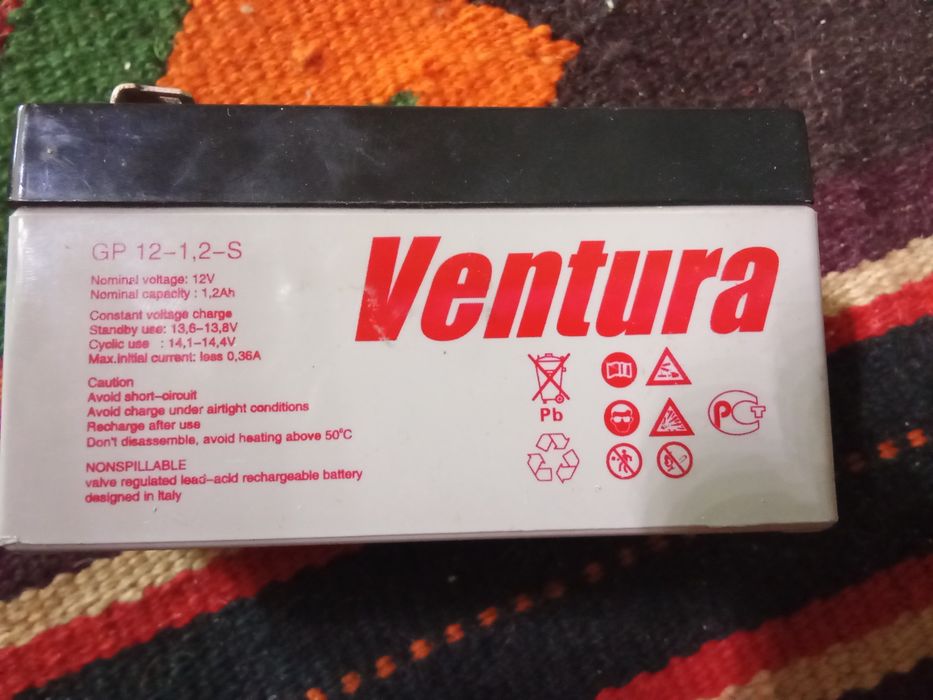 GP 12-1,2-S
Ventura
Nominal voltage: 12V
Nominal capacity : 1,2Ah
Constant voltage charge
Standby use: 13,6-13,8V
Cyclic use : 14,1-14,4V
Max.initial current: less 0,36A
Caution
Avoid short-circuit
Avoid charge under airtight conditions
Recharge after use
Don't disassemble, avoid heating above 50°C
NONSPILLABLE
valve regulated lead-acid rechargeable battery
designed in Italy
Pb
РСТ